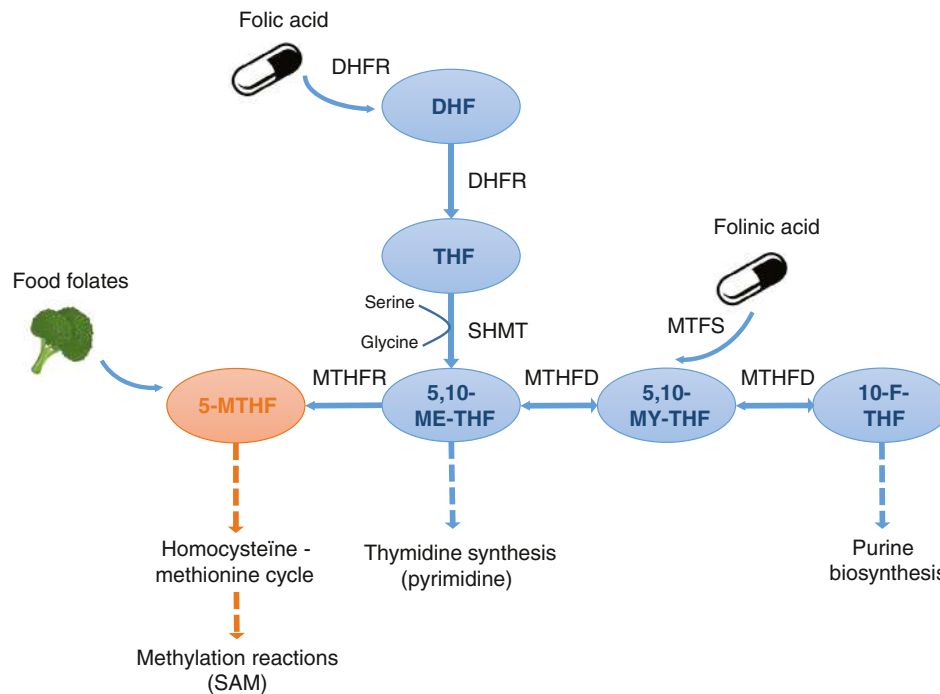 Folic acid
DHFR
DHF
DHFR
THF
Folinic acid
Food folates
Serine
Glycine
SHMT
MTFS
MTHFR
MTHFD
MTHFD
5-MTHF
5,10-
ME-THF
5,10-
MY-THF
10-F-
THF
Homocysteïne -
methionine cycle
Thymidine synthesis
(pyrimidine)
Purine
biosynthesis
Methylation reactions
(SAM)